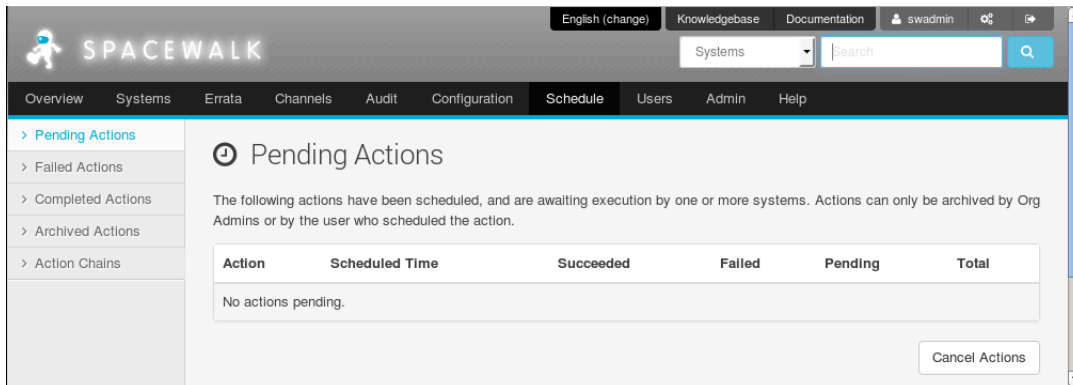 English (change) Knowledgebase Documentation swadmin
SPACEWALK
Systems Search
Overview Systems Errata Channels Audit Configuration Schedule Users Admin Help
Pending Actions
Failed Actions
Completed Actions
Archived Actions
Action Chains
Pending Actions
The following actions have been scheduled, and are awaiting execution by one or more systems. Actions can only be archived by Org
Admins or by the user who scheduled the action.
Action Scheduled Time Succeeded Failed Pending Total
No actions pending.
Cancel Actions